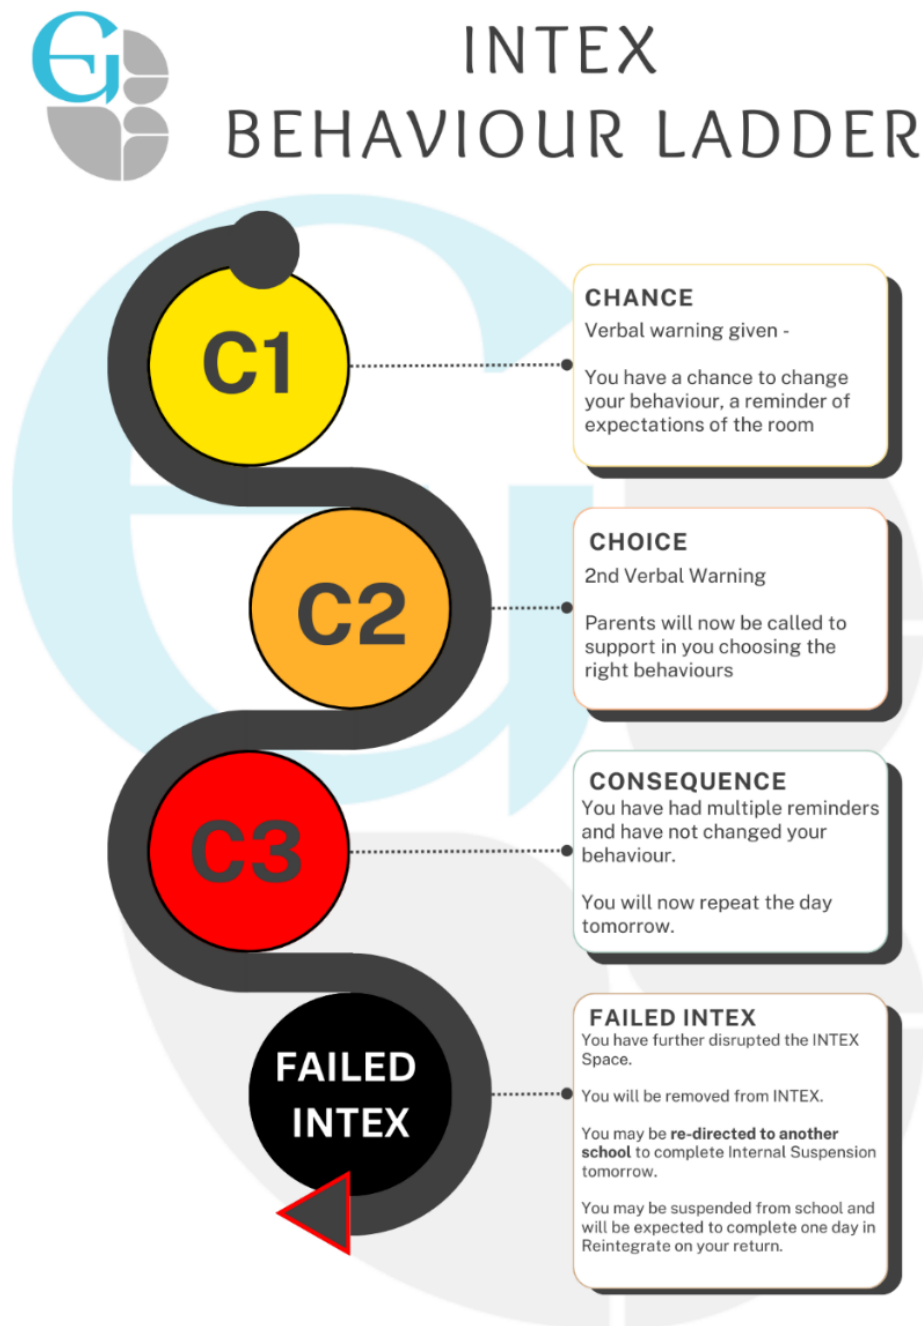 INTEX
BEHAVIOUR LADDER
C1
CHANCE
Verbal warning given -
You have a chance to change
your behaviour, a reminder of
expectations of the room
C2
CHOICE
2nd Verbal Warning
Parents will now be called to
support in you choosing the
right behaviours
C3
CONSEQUENCE
You have had multiple reminders
and have not changed your
behaviour.
You will now repeat the day
tomorrow.
FAILED
INTEX
FAILED INTEX
You have further disrupted the INTEX
Space.
You will be removed from INTEX.
You may be re-directed to another
school to complete Internal Suspension
tomorrow.
You may be suspended from school and
will be expected to complete one day in
Reintegrate on your return.